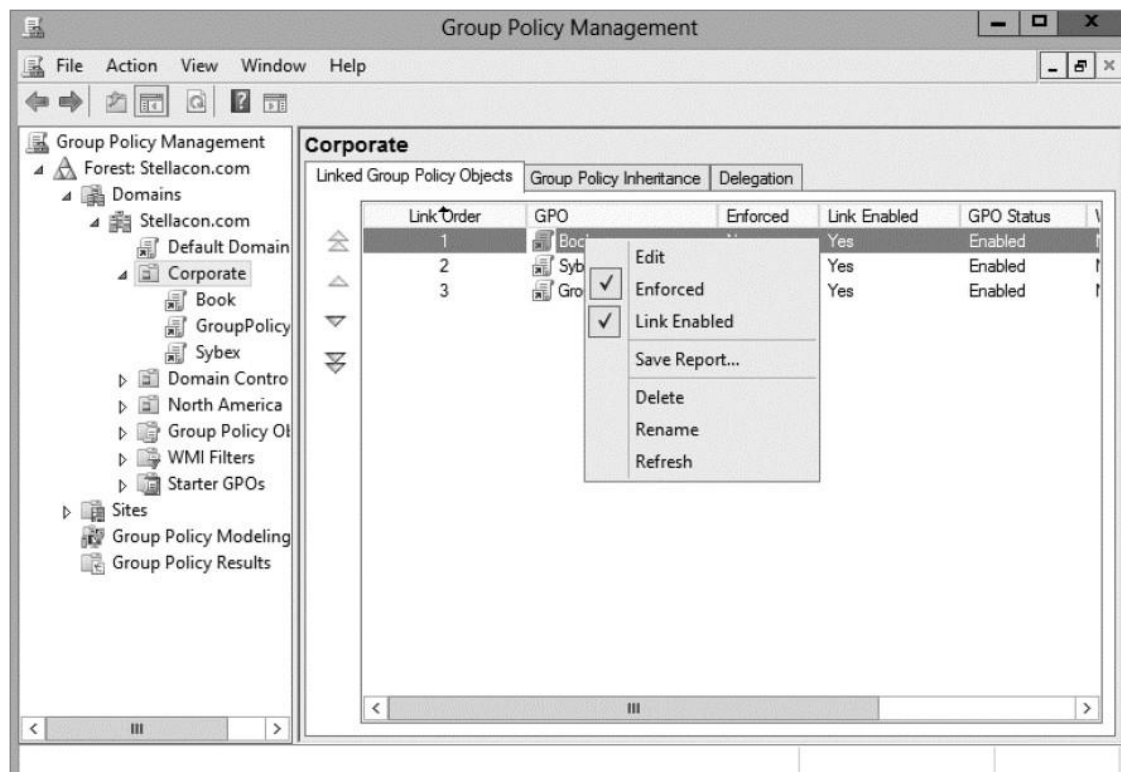 Group Policy Management
File Action View Window Help
Group Policy Management
Forest: Stellacon.com
Domains
Stellacon.com
Default Domain
Corporate
Book
GroupPolicy
Sybex
Domain Contro
North America
Group Policy Ob
WMI Filters
Starter GPOs
Sites
Group Policy Modeling
Group Policy Results
Corporate
Linked Group Policy Objects Group Policy Inheritance Delegation
Link Order GPO Enforced Link Enabled GPO Status
1 Yes Enabled
2 Syb Yes Enabled
3 Gro Yes Enabled
Edit
Enforced
Link Enabled
Save Report...
Delete
Rename
Refresh